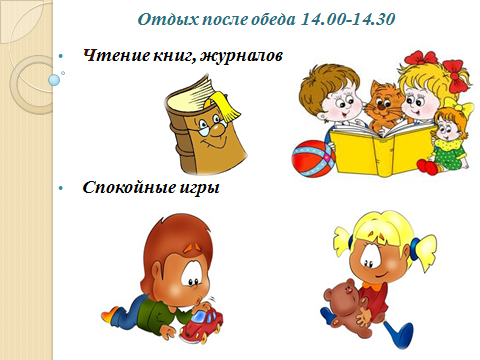 Отдых после обеда 14.00-14.30
Чтение книг, журналов
Спокойные игры